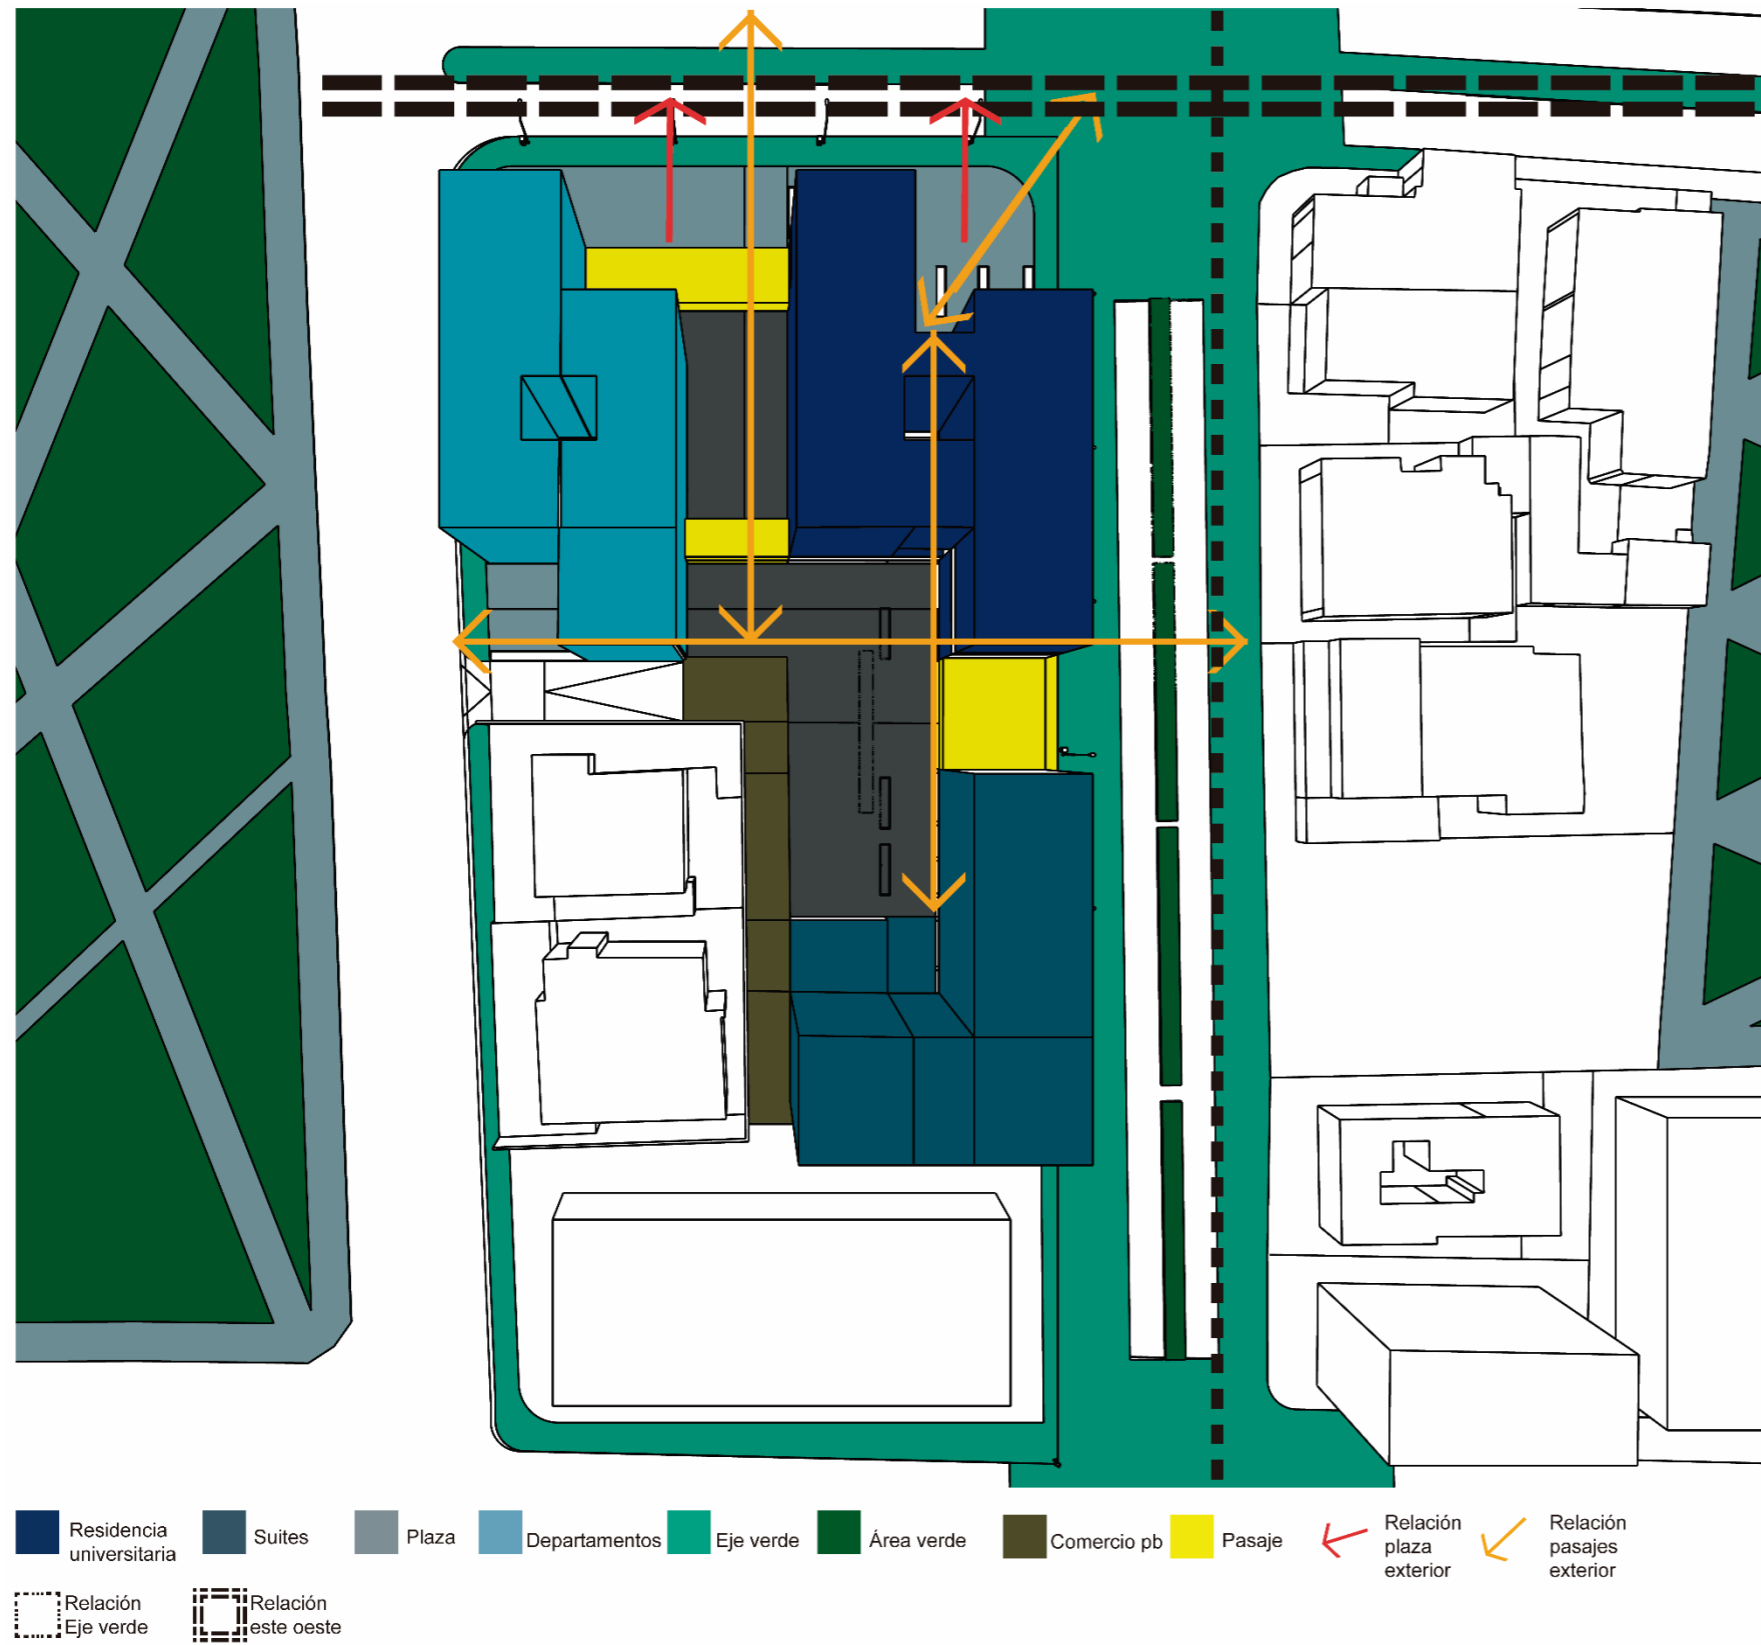 Residencia
universitaria
Suites
Plaza
Departamentos
Eje verde
Área verde
Comercio pb
Pasaje
Relación
plaza
exterior
Relación
pasajes
exterior
Relación
Eje verde
Relación
este oeste